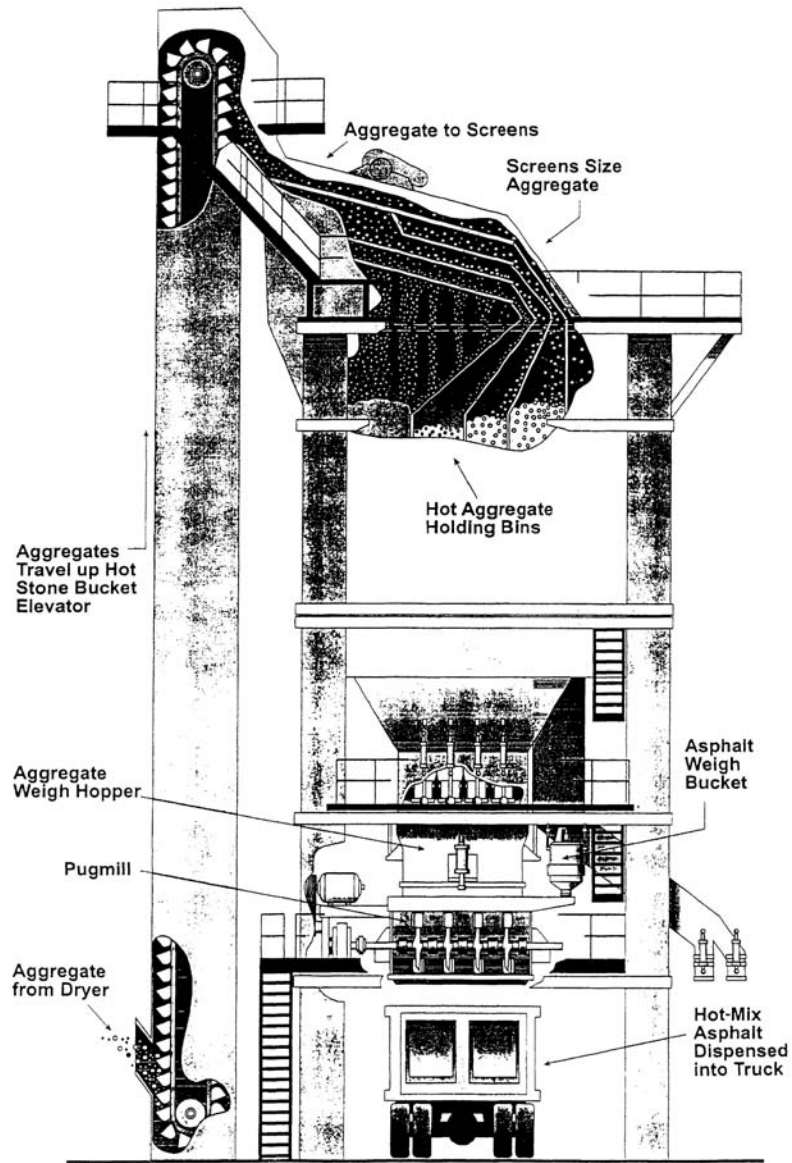 Aggregate to Screens
Screens Size
Aggregate
Hot Aggregate
Holding Bins
Aggregates
Travel up Hot
Stone Bucket
Elevator
Aggregate
Weigh Hopper
Asphalt
Weigh
Bucket
Pugmill
Aggregate
from Dryer
Hot-Mix
Asphalt
Dispensed
into Truck